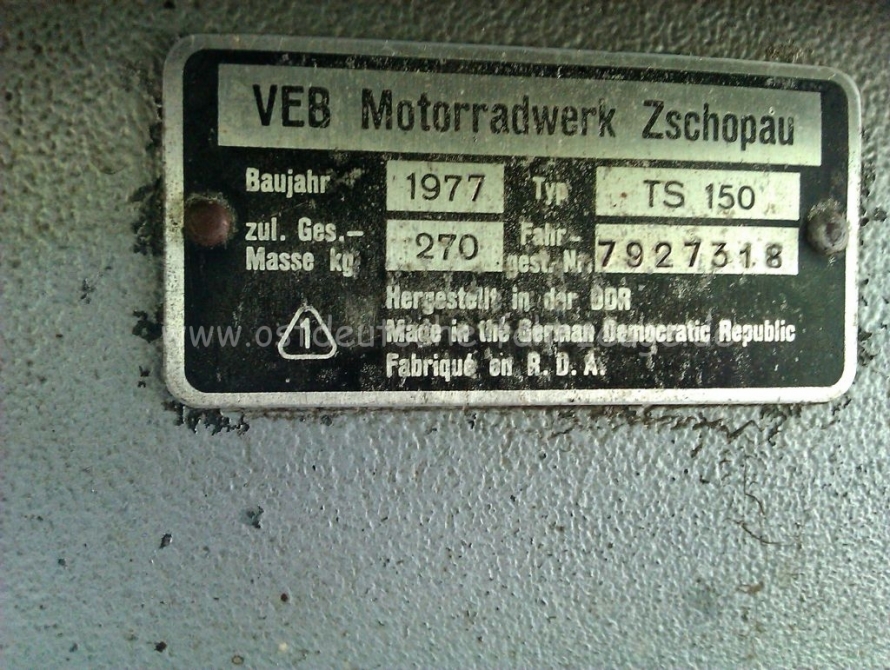 VEB Motorradwerk Zschopau
Baujahr 1977 Typ TS 150
zul. Ges.-
Masse kg 270 Fahr-
gest. Nr. 7927318
Hergestellt in der DDR
1 Made in the German Democratic Republic
Fabriqué en R. D. A.